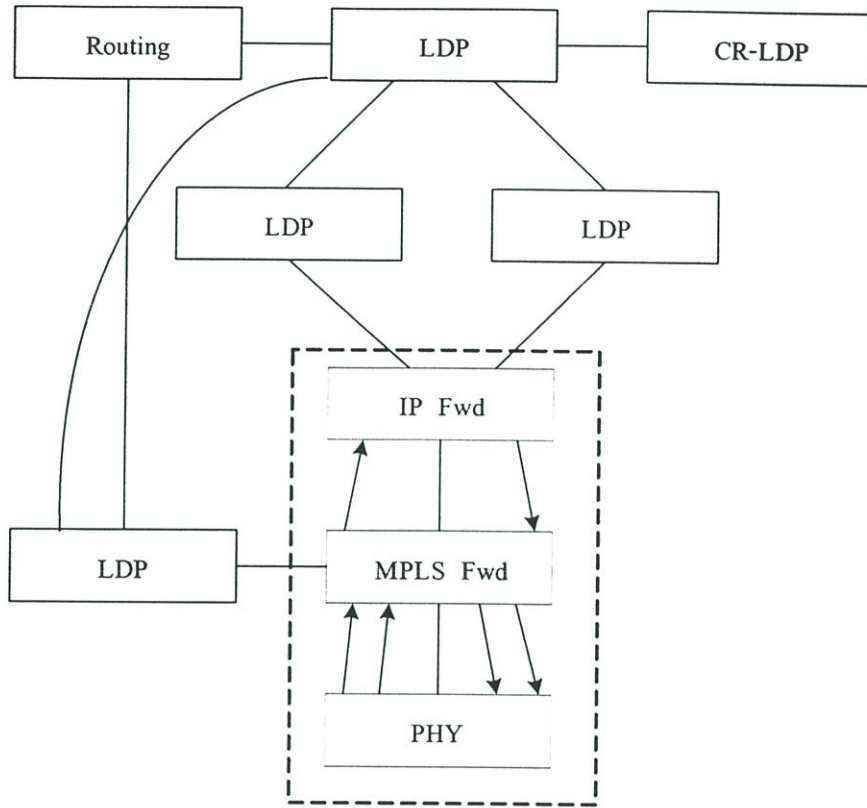 Routing
LDP
CR-LDP
LDP
LDP
IP Fwd
LDP
MPLS Fwd
PHY